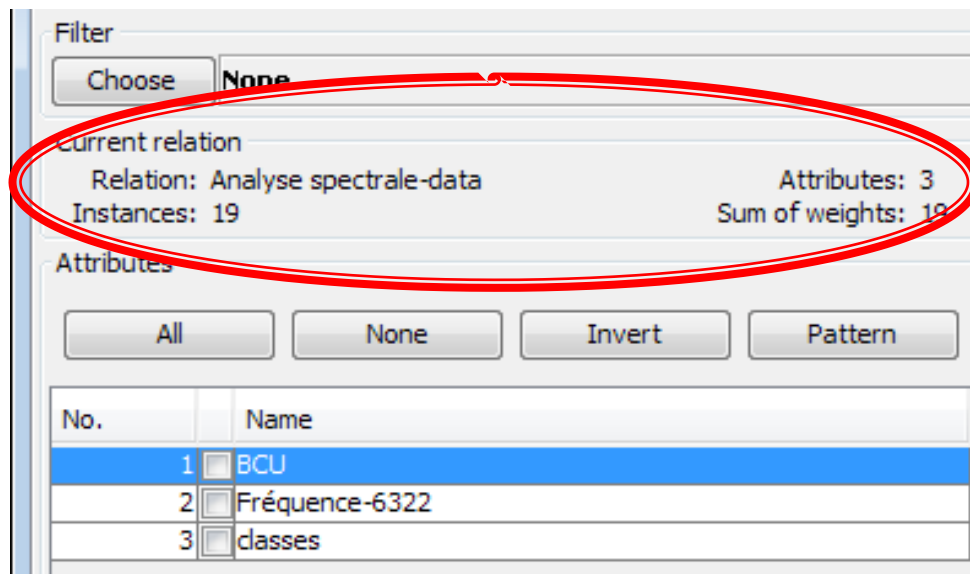 Filter
Choose None
Current relation
Relation: Analyse spectrale-data Attributes: 3
Instances: 19 Sum of weights: 19
Attributes
All None Invert Pattern
No. Name
1 BCU
2 Fréquence-6322
3 classes